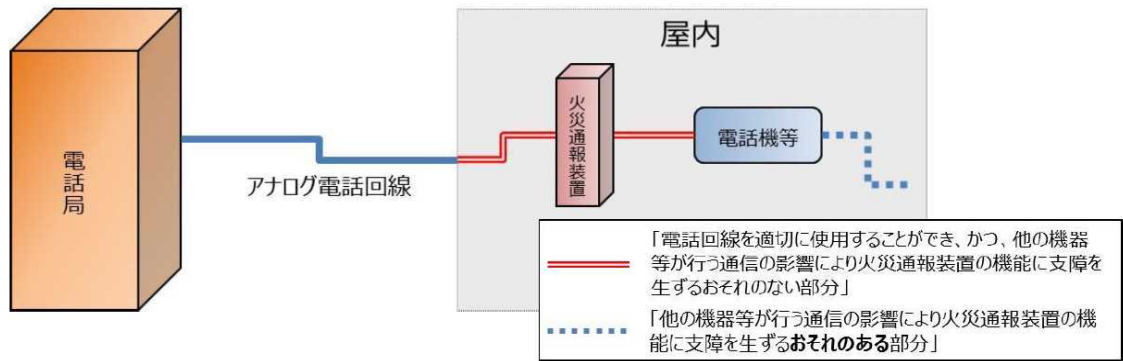 屋内
電話局
火災通報装置
電話機等
アナログ電話回線
「電話回線を適切に使用することができ、かつ、他の機器
等が行う通信の影響により火災通報装置の機能に支障を
生ずるおそれのない部分」
「他の機器等が行う通信の影響により火災通報装置の機
能に支障を生ずるおそれのある部分」